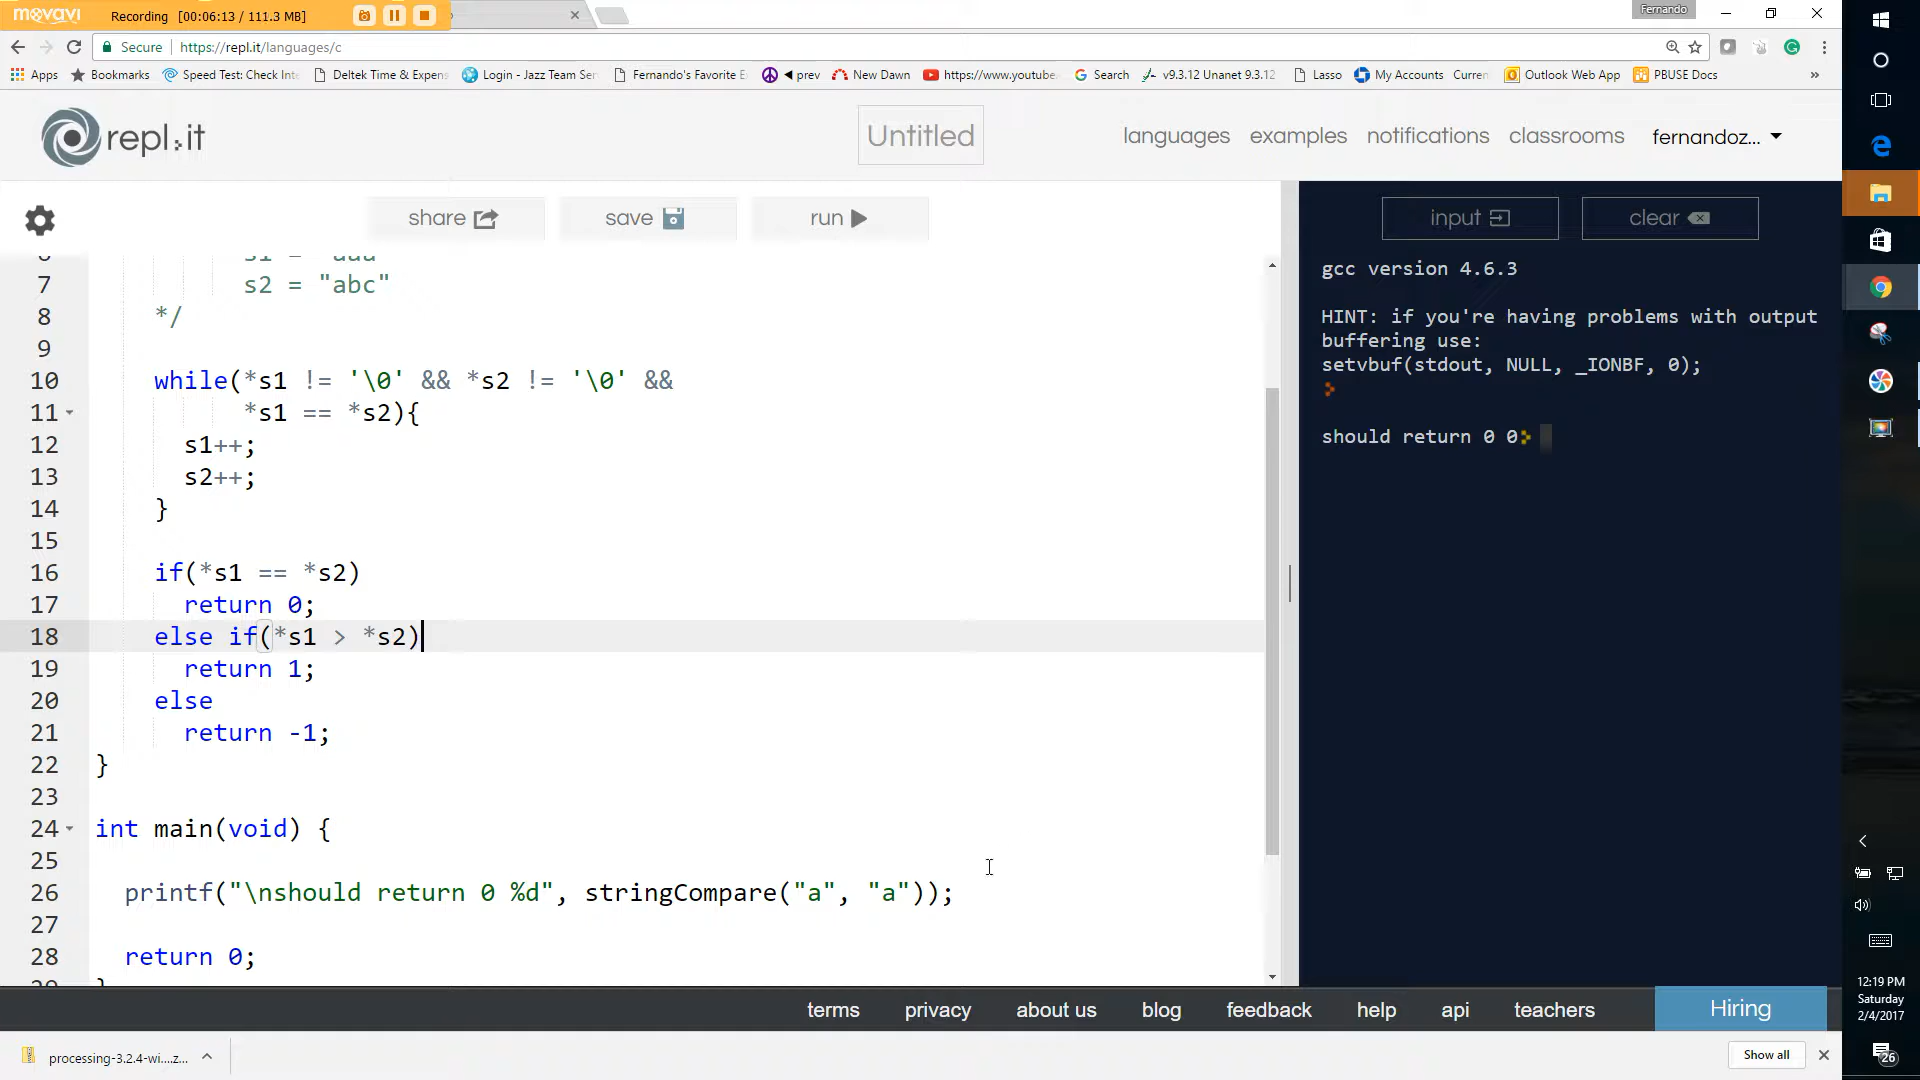 movavi Recording [00:06:13 / 111.3 MB]
Fernando
Secure https://repl.it/languages/c
Apps Bookmarks Speed Test: Check Inte Deltek Time & Expens Login - Jazz Team Ser Fernando's Favorite E ◄ prev New Dawn https://www.youtube. Search v9.3.12 Unanet 9.3.12 Lasso My Accounts Curren Outlook Web App PBUSE Docs »
repl.it
Untitled
languages examples notifications classrooms fernandoz...
share save run
input clear
7 s2 = "abc"
8 */
9
10 while(*s1 != '\0' && *s2 != '\0' &&
11 *s1 == *s2){
12 s1++;
13 s2++;
14 }
15
16 if(*s1 == *s2)
17 return 0;
18 else if(*s1 > *s2)
19 return 1;
20 else
21 return -1;
22 }
23
24 int main(void) {
25
26 printf("\nshould return 0 %d", stringCompare("a", "a"));
27
28 return 0;
gcc version 4.6.3
HINT: if you're having problems with output
buffering use:
setvbuf(stdout, NULL, _IONBF, 0);
should return 0 0
terms privacy about us blog feedback help api teachers Hiring
processing-3.2.4-wi....z...
Show all
12:19 PM
Saturday
2/4/2017
26